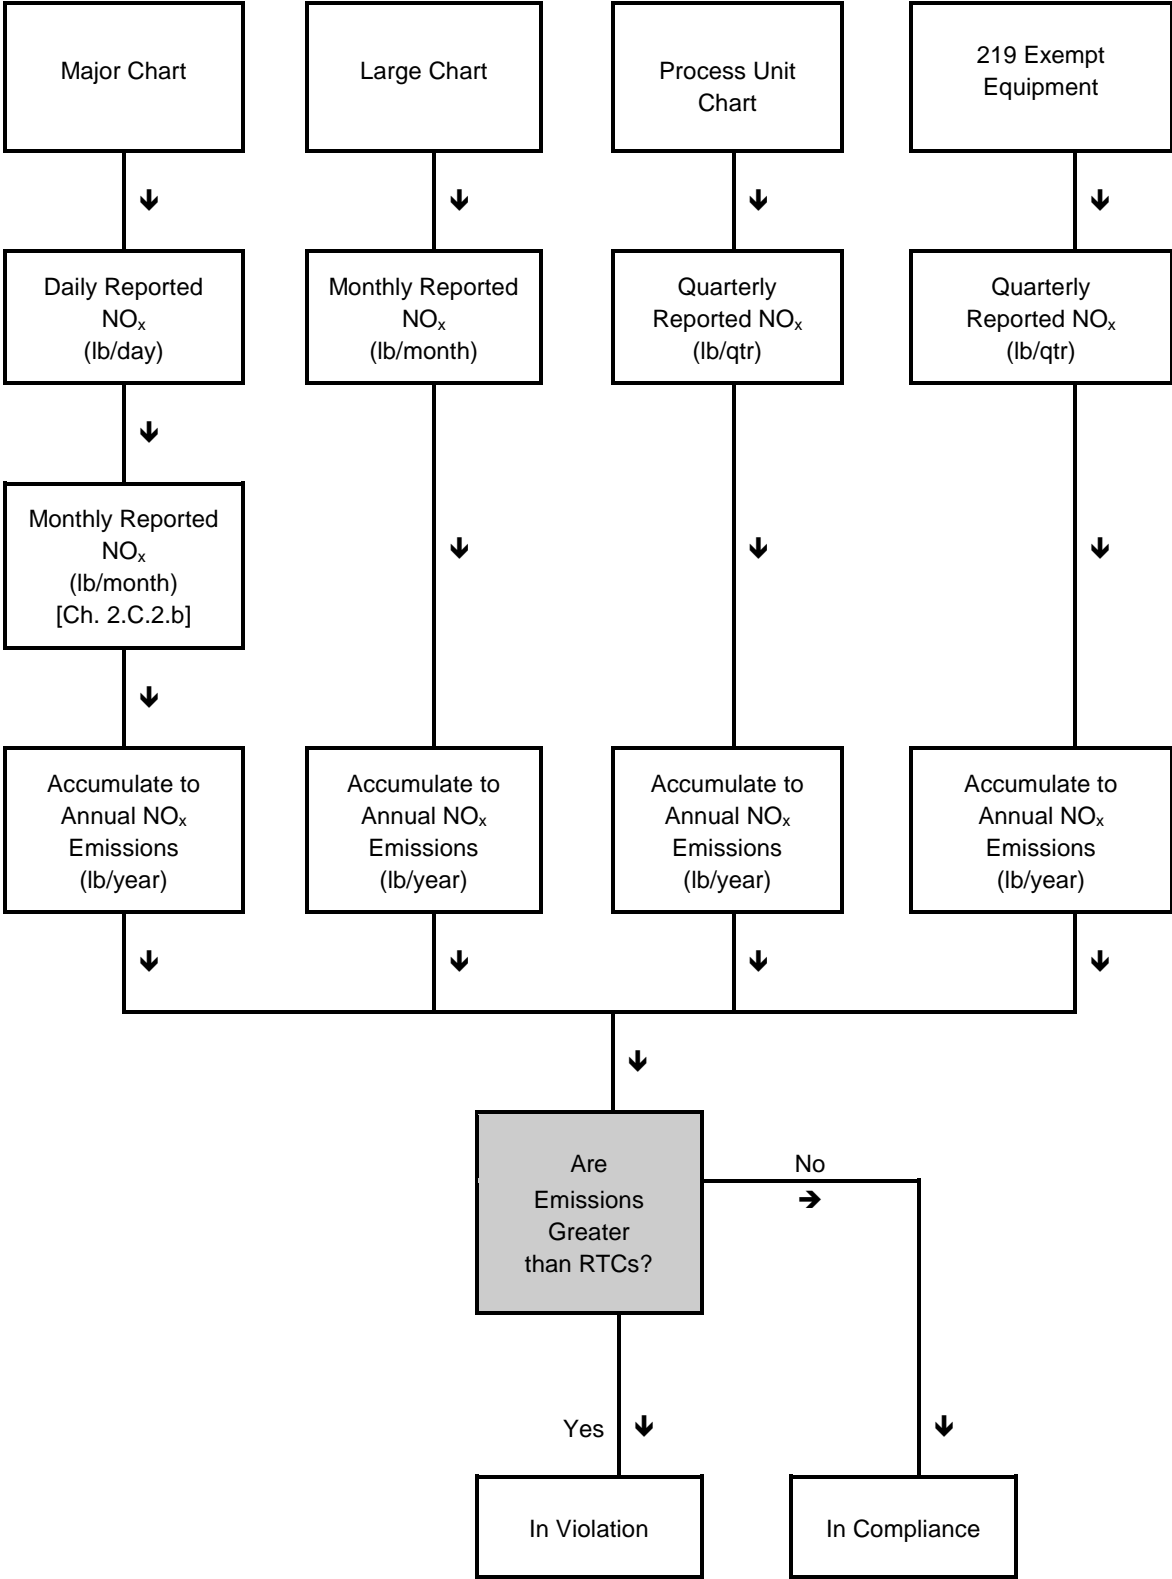 Major Chart
Large Chart
Process Unit
Chart
219 Exempt
Equipment
Daily Reported
NOₓ
(lb/day)
Monthly Reported
NOₓ
(lb/month)
Quarterly
Reported NOₓ
(lb/qtr)
Quarterly
Reported NOₓ
(lb/qtr)
Monthly Reported
NOₓ
(lb/month)
[Ch. 2.C.2.b]
Accumulate to
Annual NOₓ
Emissions
(lb/year)
Accumulate to
Annual NOₓ
Emissions
(lb/year)
Accumulate to
Annual NOₓ
Emissions
(lb/year)
Accumulate to
Annual NOₓ
Emissions
(lb/year)
Are
Emissions
Greater
than RTCs?
No
Yes
In Violation
In Compliance